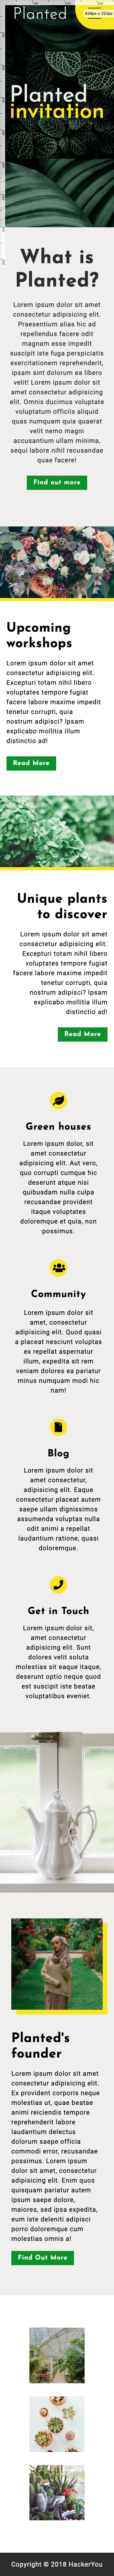 Planted
828px × 352px
Planted
invitation
What is
Planted?
Lorem ipsum dolor sit amet
consectetur adipisicing elit.
Praesentium alias hic ad
repellendus facere odit
magnam esse impedit
suscipit iste fuga perspiciatis
exercitationem reprehenderit,
ipsam sint dolorum ea libero
velit! Lorem ipsum dolor sit
amet consectetur adipisicing
elit. Omnis ducimus voluptate
voluptatum officiis aliquid
quas numquam quia quaerat
velit nemo magni
accusantium ullam minima,
sequi labore nihil recusandae
quae facere!
Find out more
Upcoming
workshops
Lorem ipsum dolor sit amet
consectetur adipisicing elit.
Excepturi totam nihil libero
voluptates tempore fugiat
facere labore maxime impedit
tenetur corrupti, quia
nostrum adipisci? Ipsam
explicabo mollitia illum
distinctio ad!
Read More
Unique plants
to discover
Lorem ipsum dolor sit amet
consectetur adipisicing elit.
Excepturi totam nihil libero
voluptates tempore fugiat
facere labore maxime impedit
tenetur corrupti, quia
nostrum adipisci? Ipsam
explicabo mollitia illum
distinctio ad!
Read More
Green houses
Lorem ipsum dolor, sit
amet consectetur
adipisicing elit. Aut vero,
quo corrupti cumque hic
deserunt atque nisi
quibusdam nulla culpa
recusandae provident
itaque voluptates
doloremque et quia, non
possimus.
Community
Lorem ipsum dolor sit
amet, consectetur
adipisicing elit. Quod quasi
a placeat nesciunt voluptas
ex repellat aspernatur
illum, expedita sit rem
veniam dolores ea pariatur
minus numquam modi hic
nam!
Blog
Lorem ipsum dolor sit
amet consectetur,
adipisicing elit. Eaque
consectetur placeat autem
saepe ullam dignissimos
assumenda voluptas nulla
odit animi a repellat
laudantium ratione, quasi
doloremque.
Get in Touch
Lorem ipsum dolor sit,
amet consectetur
adipisicing elit. Sunt
dolores velit soluta
molestias sit eaque itaque,
deserunt optio neque quod
est suscipit iste beatae
voluptatibus eveniet.
Planted's
founder
Lorem ipsum dolor sit amet
consectetur adipisicing elit.
Ex provident corporis neque
molestias ut, quae beatae
animi reiciendis tempore
reprehenderit labore
laudantium delectus
dolorum saepe officia
commodi error, recusandae
possimus. Lorem ipsum
dolor sit amet, consectetur
adipisicing elit. Enim quos
quisquam pariatur autem
ipsum saepe dolore,
maiores, sed ipsa expedita,
eum iste deleniti adipisci
porro doloremque cum
molestias omnis a!
Find Out More
Copyright © 2018 HackerYou